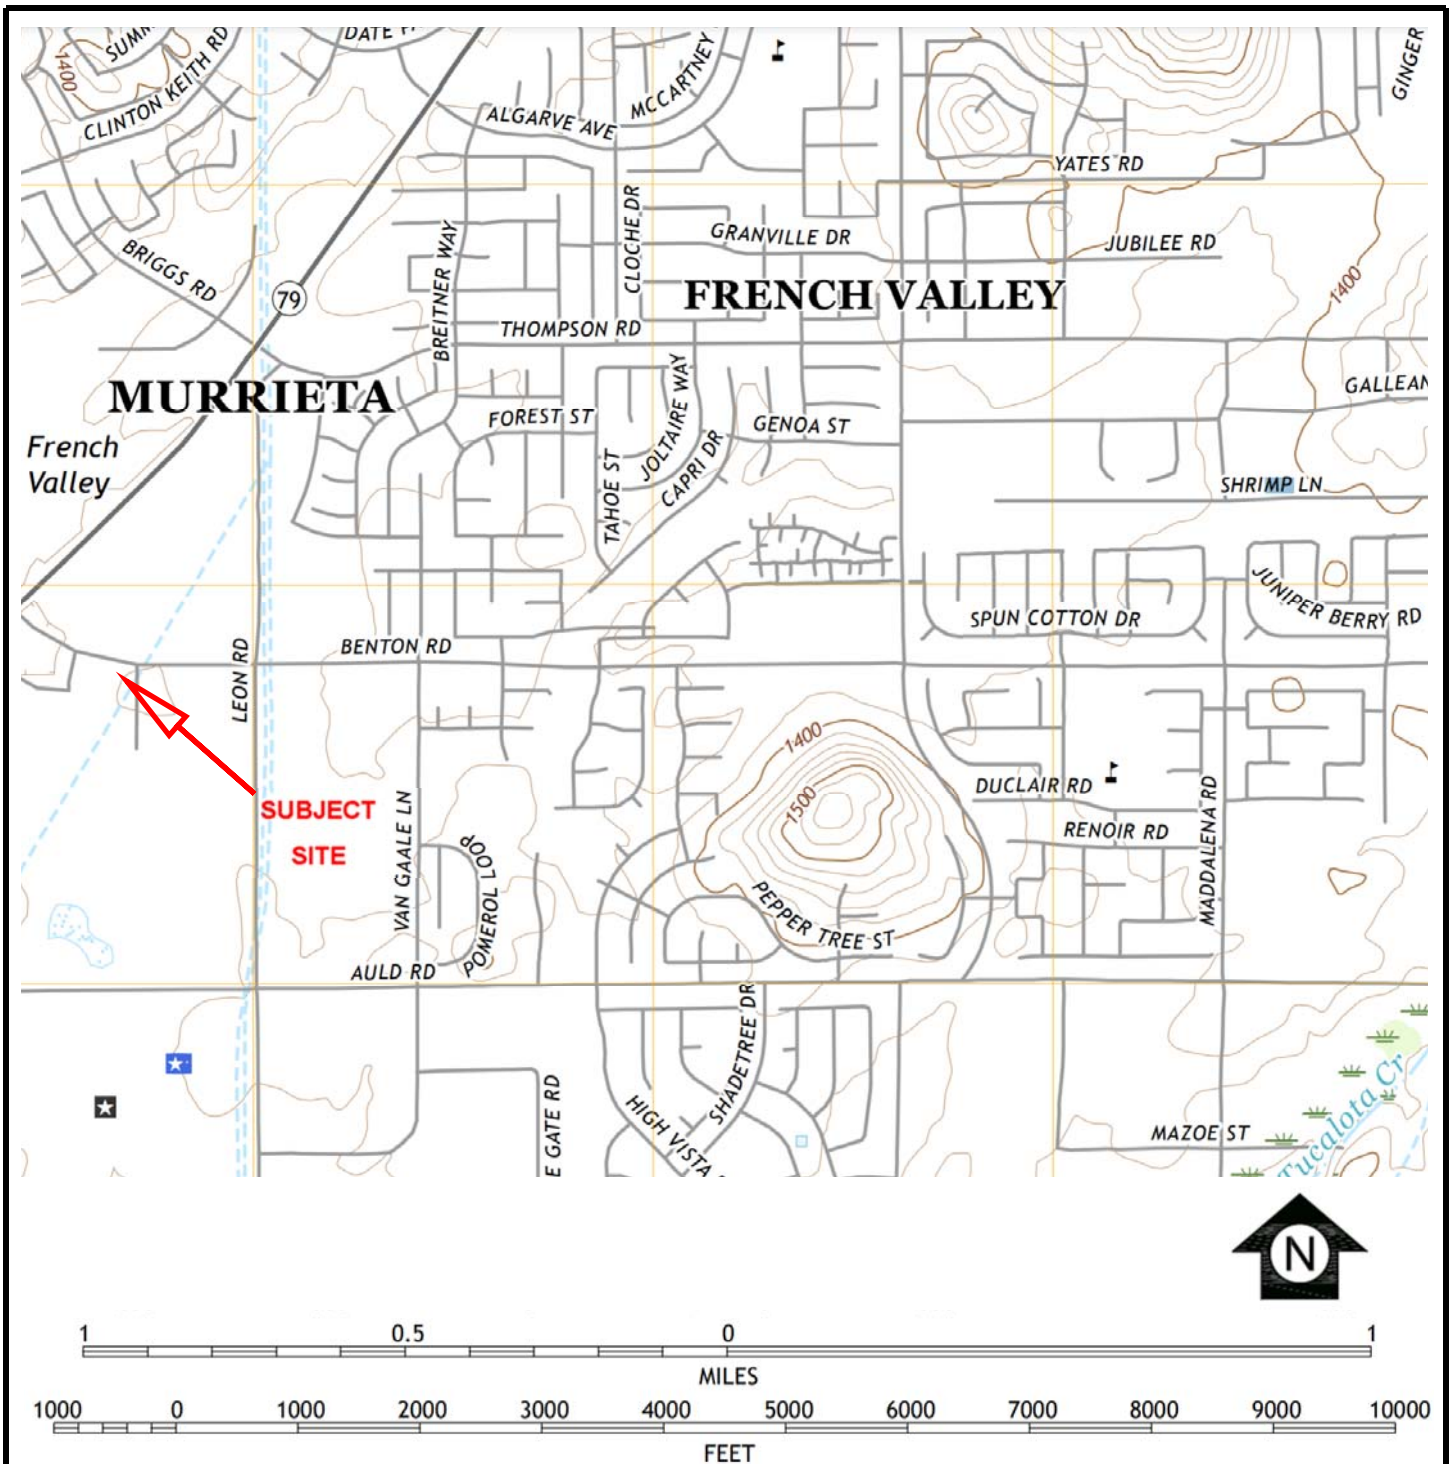 DATE
SUMM
1400
CLINTON KEITH RD
ALGARVE AVE
MCCARTNEY
GINGER
YATES RD
CLOCHE DR
GRANVILLE DR
JUBILEE RD
BRIGGS RD
BREITNER WAY
79
FRENCH VALLEY
1400
THOMPSON RD
MURRIETA
JOLTAIRE WAY
GALLEAN
FOREST ST
GENOA ST
French
Valley
CAPRI DR
TAHOE ST
SHRIMP LN
JUNIPER BERRY RD
SPUN COTTON DR
LEON RD
BENTON RD
1400
1500
DUCLAIR RD
SUBJECT
SITE
VAN GAALE LN
POMEROL LOOP
RENOIR RD
MADDALENA RD
PEPPER TREE ST
AULD RD
SHADETREE DR
E GATE RD
HIGH VISTA
MAZOE ST
Tucalota Cr
N
1 0.5 0 1
MILES
1000 0 1000 2000 3000 4000 5000 6000 7000 8000 9000 10000
FEET